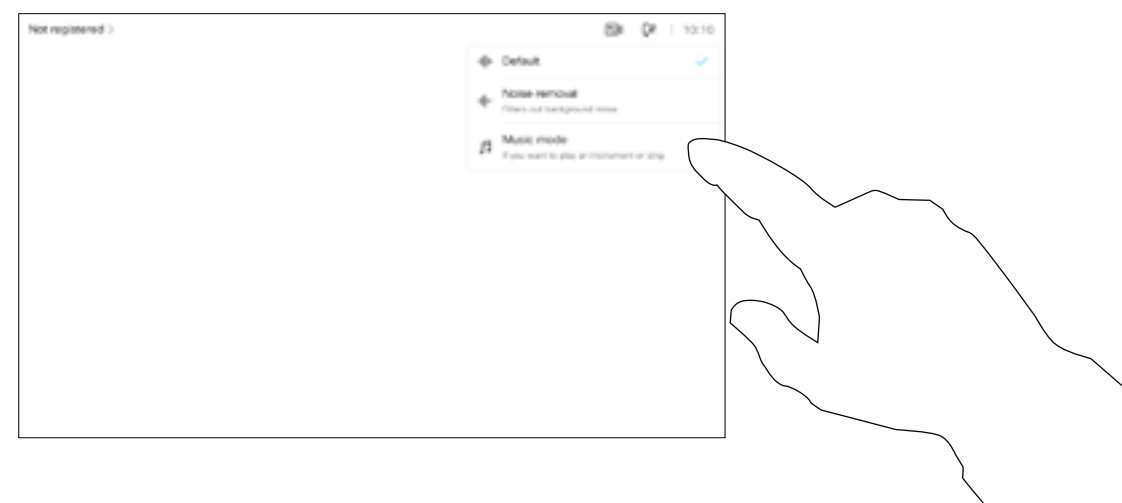 Not registered >
10:10
Default
Noise removal
Filters out background noise
Music mode
If you want to play an instrument or sing